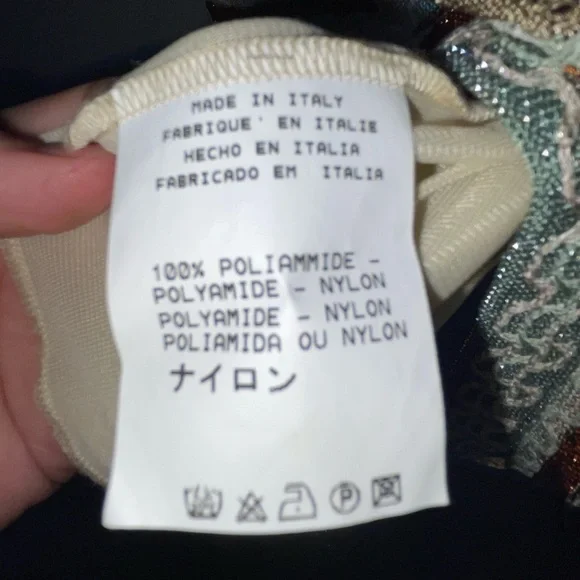 MADE IN ITALY
FABRIQUE' EN ITALIE
HECHO EN ITALIA
FABRICADO EM ITALIA
100% POLIAMMIDE -
POLYAMIDE - NYLON
POLYAMIDE - NYLON
POLIAMIDA OU NYLON
ナイロン
P